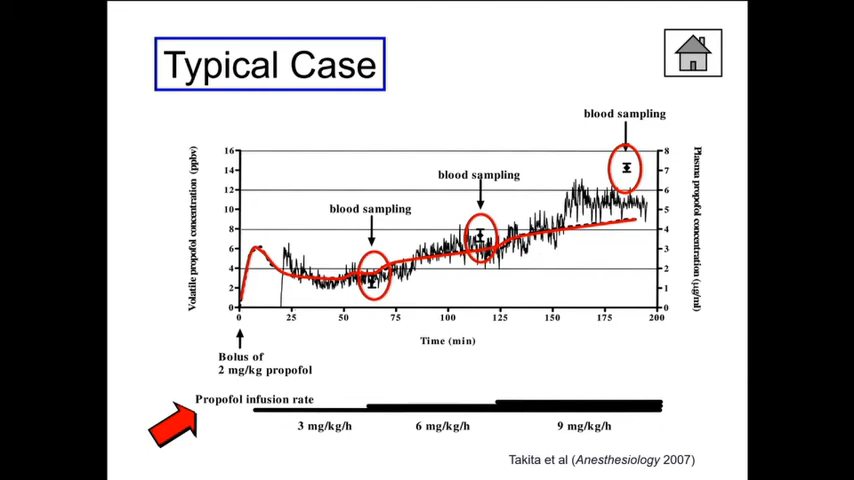 Typical Case
blood sampling
blood sampling
blood sampling
Volatile propofol concentration (ppbv)
16
14
12
10
8
6
4
2
0
8
7
6
5
4
3
2
1
0
Plasma propofol concentration (µg/ml)
0 25 50 75 100 125 150 175 200
Time (min)
Bolus of
2 mg/kg propofol
Propofol infusion rate
3 mg/kg/h 6 mg/kg/h 9 mg/kg/h
Takita et al (Anesthesiology 2007)